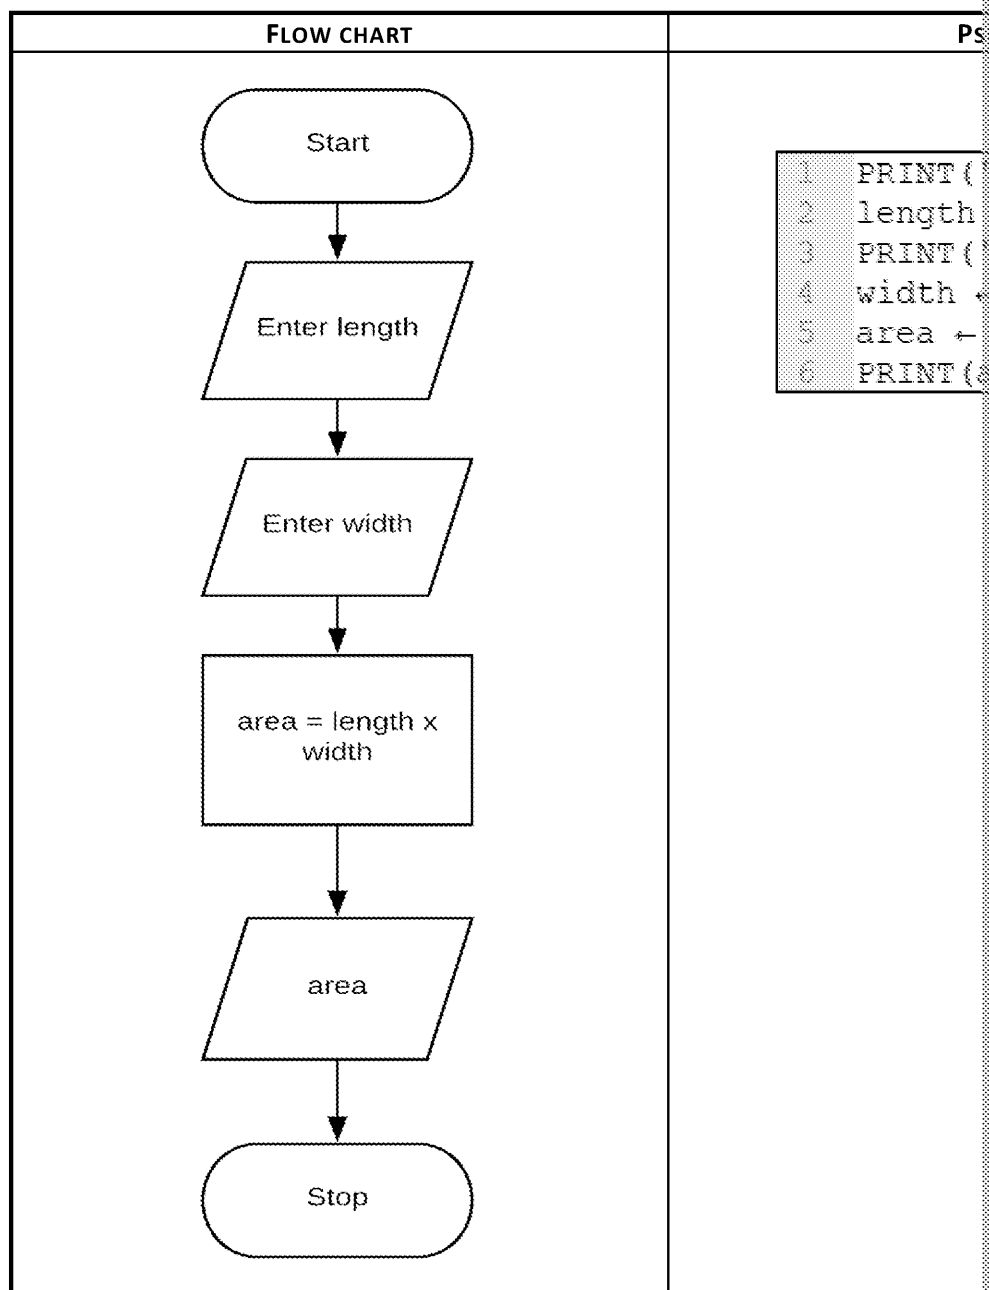 FLOW CHART
Start
Enter length
Enter width
area = length x
width
area
Stop
1 PRINT(
2 length
3 PRINT(
4 width ←
5 area ←
6 PRINT(